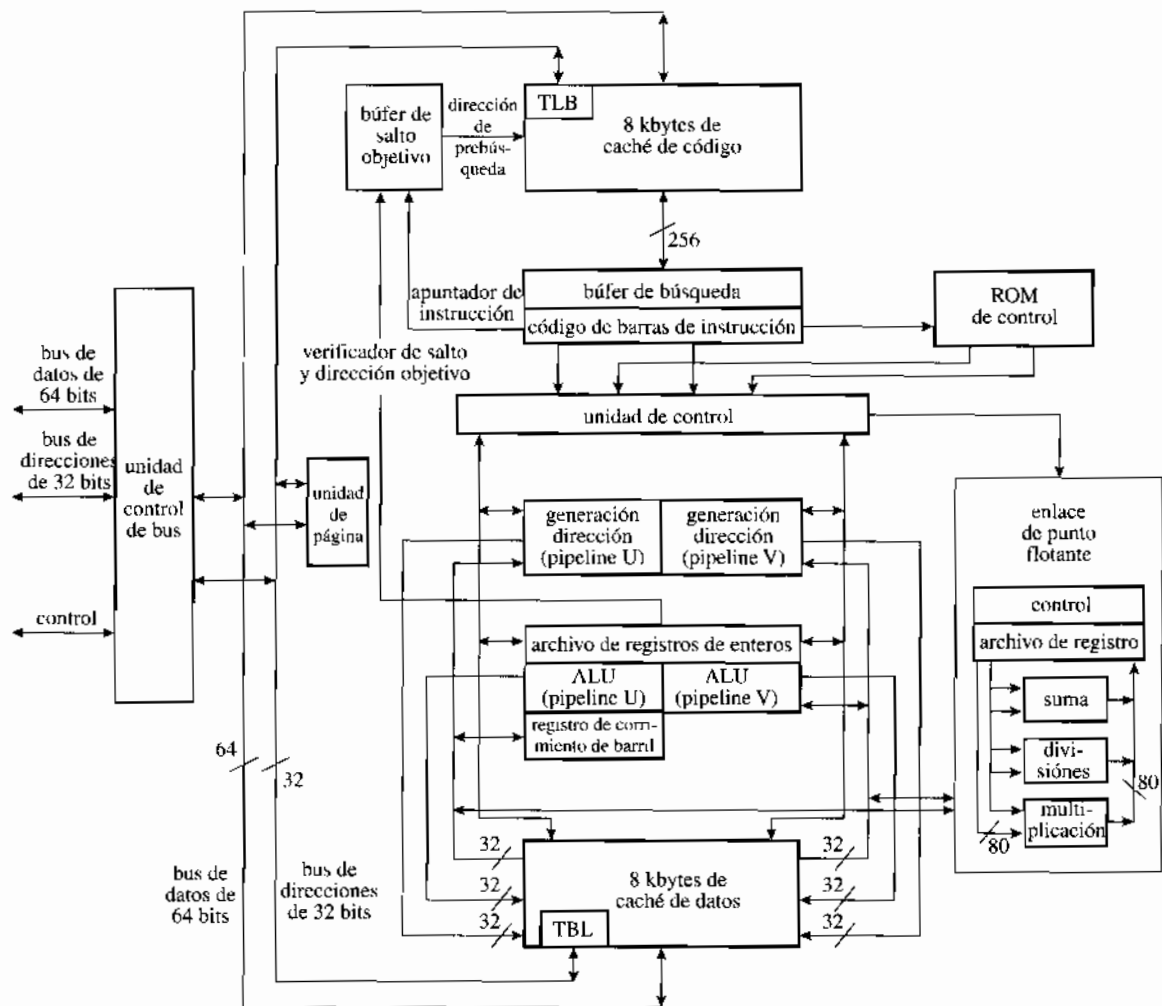 TLB
8 kbytes de
caché de código
búfer de
salto
objetivo
dirección
de
prebús-
queda
256
búfer de búsqueda
código de barras de instrucción
apuntador de
instrucción
ROM
de control
verificador de salto
y dirección objetivo
unidad de control
bus de
datos de
64 bits
bus de
direcciones
de 32 bits
control
unidad
de
control
de bus
unidad
de
página
generación
dirección
(pipeline U)
generación
dirección
(pipeline V)
archivo de registros de enteros
ALU
(pipeline U)
ALU
(pipeline V)
registro de corri-
miento de barril
enlace
de punto
flotante
control
archivo de registro
suma
divi-
siónes
multi-
plicación
80
80
64
32
bus de
datos de
64 bits
bus de
direcciones
de 32 bits
32
32
32
8 kbytes de
caché de datos
TBL
32
32
32